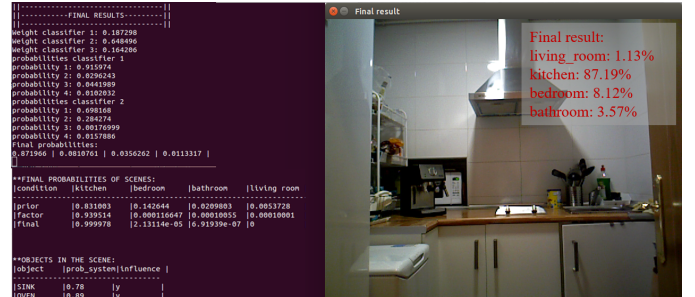 ||---------------------------------||
||-----------FINAL RESULTS---------||
||---------------------------------||
Weight classifier 1: 0.187298
Weight classifier 2: 0.648496
Weight classifier 3: 0.164206
probabilities classifier 1
probability 1: 0.915974
probability 2: 0.0296243
probability 3: 0.0441989
probability 4: 0.0102032
probabilities classifier 2
probability 1: 0.698168
probability 2: 0.284274
probability 3: 0.00176999
probability 4: 0.0157886
Final probabilities:
0.871966 | 0.0810761 | 0.0356262 | 0.0113317 |
**FINAL PROBABILITIES OF SCENES:
|condition |kitchen |bedroom |bathroom |living room
|prior |0.831003 |0.142644 |0.0209803 |0.0053728
|factor |0.939514 |0.000116647 |0.00010055 |0.00010001
|final |0.999978 |2.13114e-05 |6.91939e-07 |0
**OBJECTS IN THE SCENE:
|object |prob_system|influence |
|SINK |0.78 |y |
|OVEN |0.89 |y |
Final result
Final result:
living_room: 1.13%
kitchen: 87.19%
bedroom: 8.12%
bathroom: 3.57%